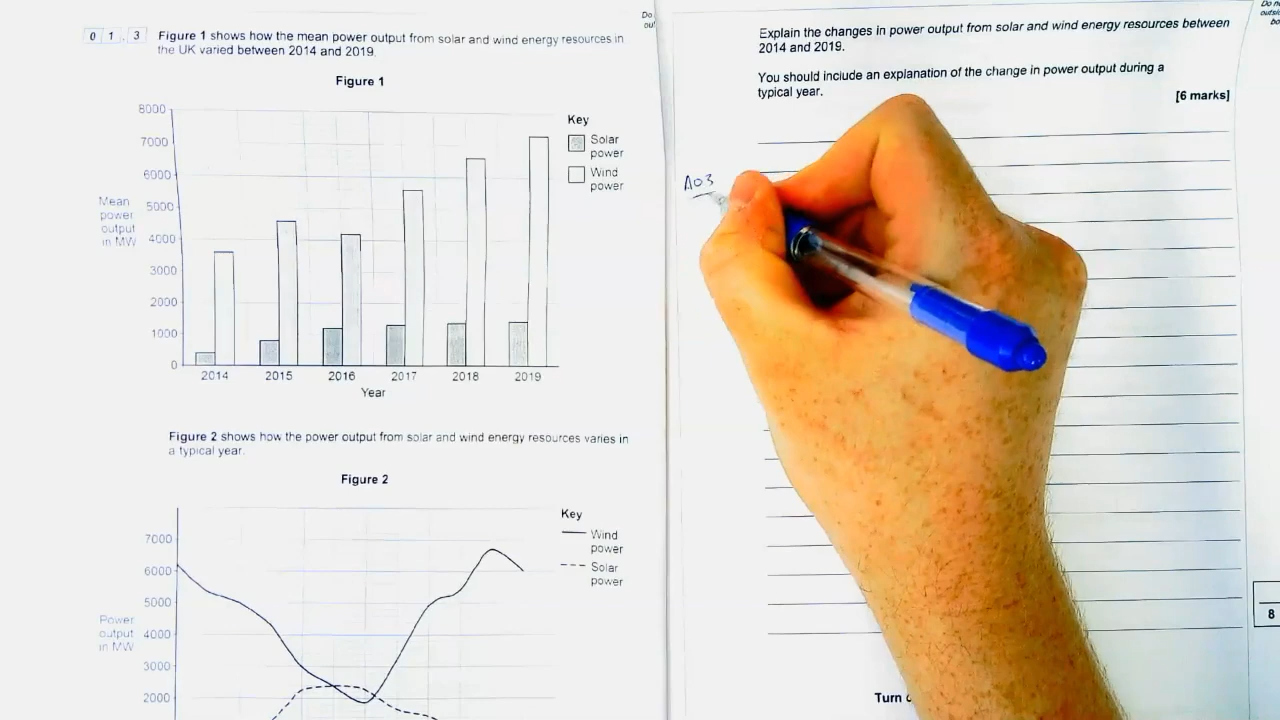 Do
ou
0 1 . 3 Figure 1 shows how the mean power output from solar and wind energy resources in
the UK varied between 2014 and 2019.
Figure 1
8000
7000
6000
5000
4000
3000
2000
1000
0
Mean
power
output
in MW
2014 2015 2016 2017 2018 2019
Year
Key
Solar
power
Wind
power
Figure 2 shows how the power output from solar and wind energy resources varies in
a typical year.
Figure 2
7000
6000
5000
4000
3000
2000
Power
output
in MW
Key
Wind
power
Solar
power
Explain the changes in power output from solar and wind energy resources between
2014 and 2019.
You should include an explanation of the change in power output during a
typical year.
[6 marks]
AO3
Turn
Do n
outsi
bo
8